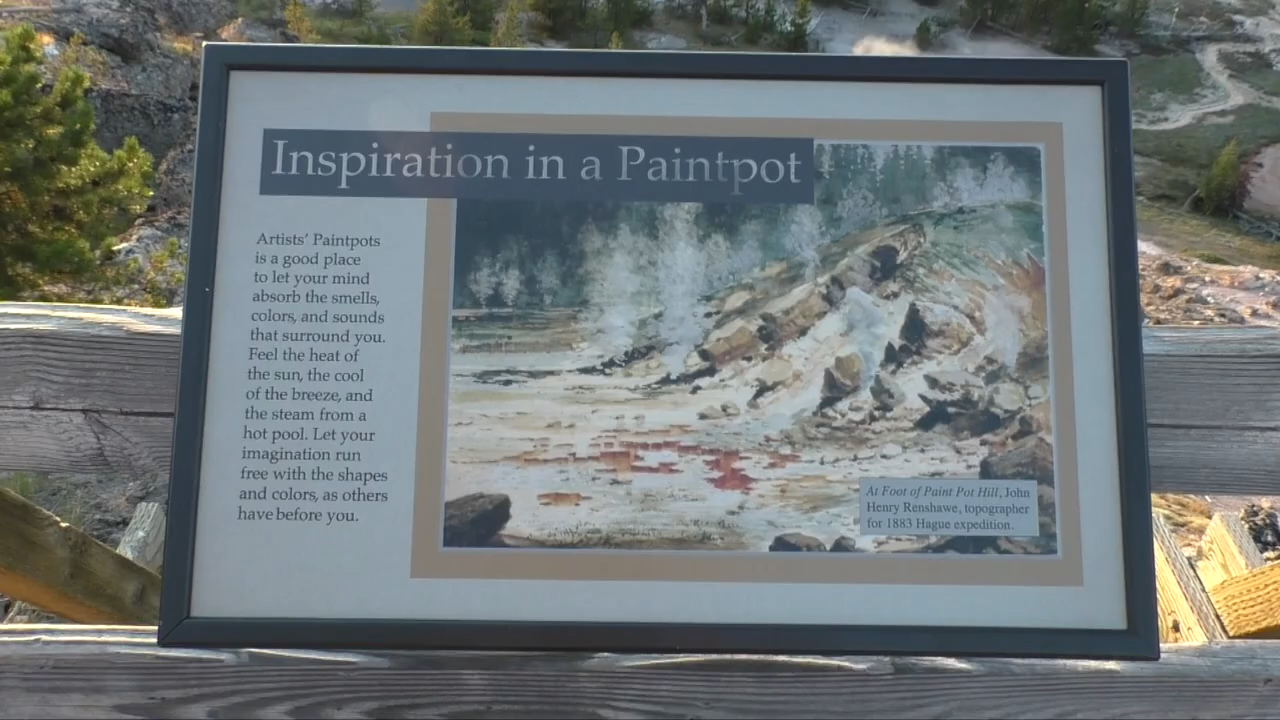 Inspiration in a Paintpot
Artists' Paintpots
is a good place
to let your mind
absorb the smells,
colors, and sounds
that surround you.
Feel the heat of
the sun, the cool
of the breeze, and
the steam from a
hot pool. Let your
imagination run
free with the shapes
and colors, as others
have before you.
At Foot of Paint Pot Hill, John
Henry Renshawe, topographer
for 1883 Hague expedition.